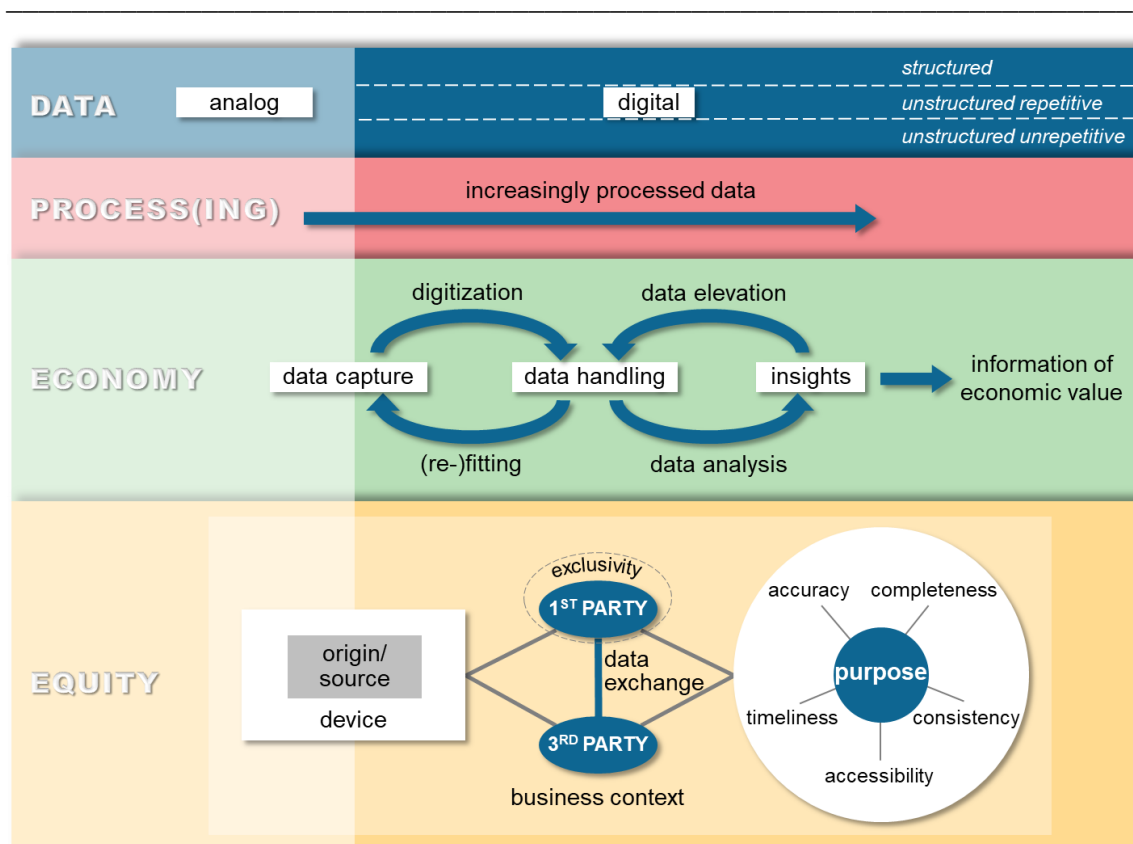 structured
DATA
analog
digital
unstructured repetitive
unstructured unrepetitive
PROCESS(ING)
increasingly processed data
digitization
data elevation
ECONOMY
data capture
data handling
insights
information of
economic value
(re-)fitting
data analysis
EQUITY
origin/
source
device
exclusivity
1ST PARTY
data
exchange
3RD PARTY
business context
accuracy
completeness
purpose
timeliness
consistency
accessibility